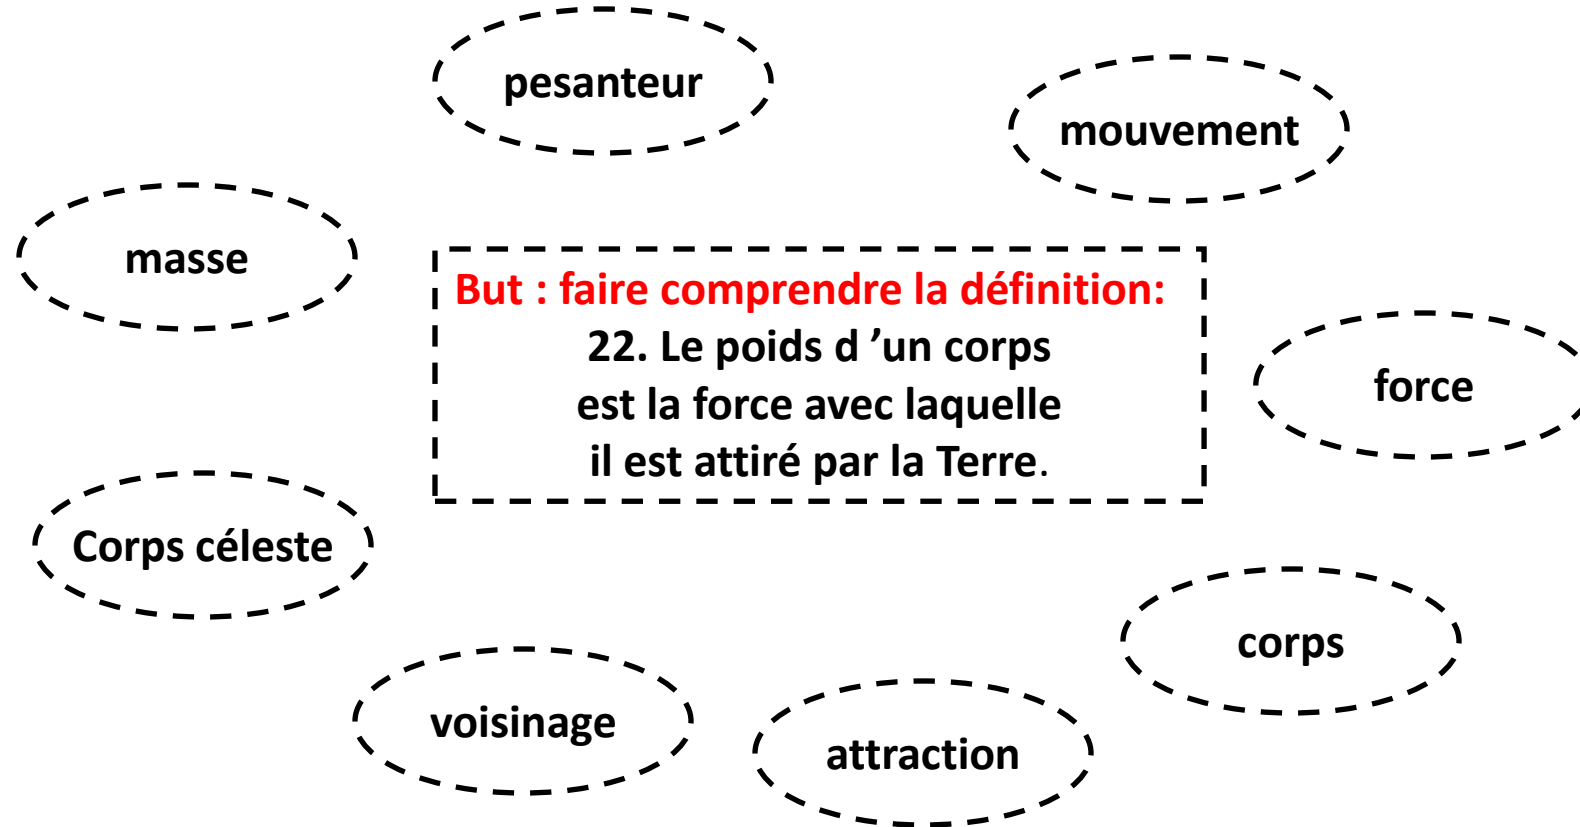 pesanteur
mouvement
masse
But : faire comprendre la définition:
22. Le poids d ’un corps
est la force avec laquelle
il est attiré par la Terre.
force
Corps céleste
corps
voisinage
attraction